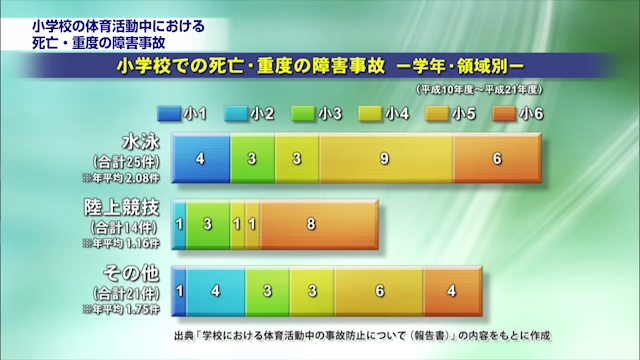 小学校の体育活動中における
死亡・重度の障害事故
小学校での死亡・重度の障害事故 ー学年・領域別ー
（平成10年度～平成21年度）
小1 小2 小3 小4 小5 小6
水泳
（合計25件）
※年平均 2.08件
4 3 3 9 6
陸上競技
（合計14件）
※年平均 1.16件
1 3 1 1 8
その他
（合計21件）
※年平均 1.75件
1 4 3 3 6 4
出典「学校における体育活動中の事故防止について（報告書）」の内容をもとに作成